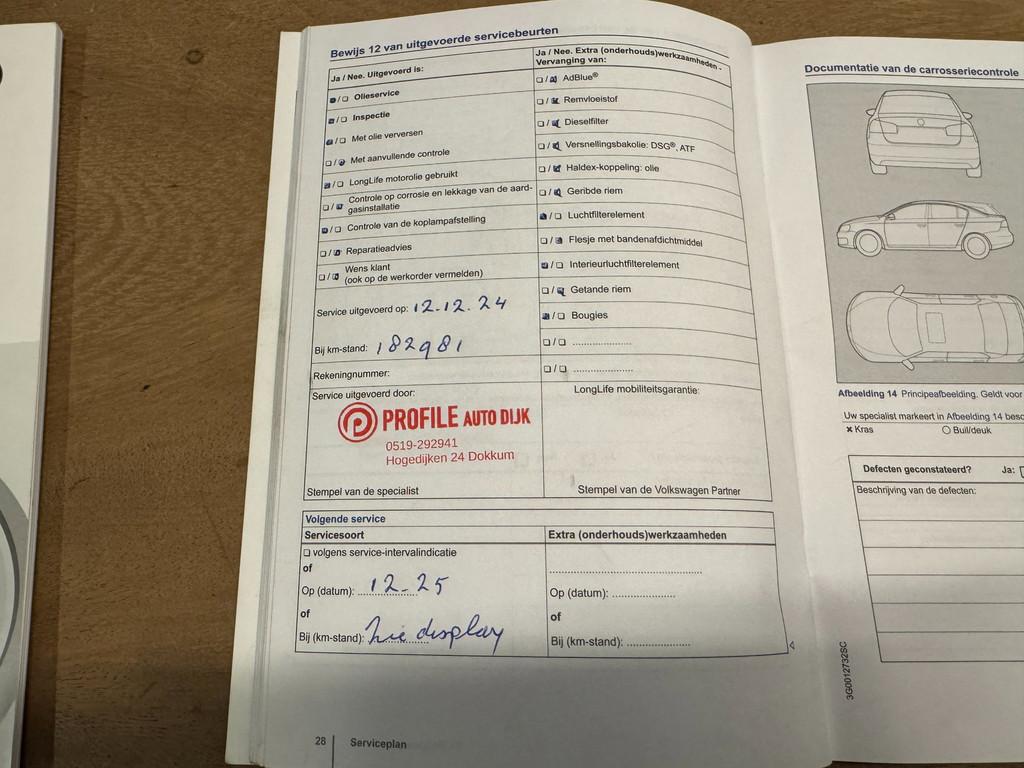 Bewijs 12 van uitgevoerde servicebeurten
Ja / Nee. Uitgevoerd is:
/ Olieservice
/ Inspectie
/ Met olie verversen
/ Met aanvullende controle
/ LongLife motorolie gebruikt
/ Controle op corrosie en lekkage van de aard-
gasinstallatie
/ Controle van de koplampafstelling
/ Reparatieadvies
/ Wens klant
(ook op de werkorder vermelden)
Service uitgevoerd op: 12.12.24
Bij km-stand: 182981
Rekeningnummer:
Service uitgevoerd door:
PROFILE AUTO DIJK
0519-292941
Hogedijken 24 Dokkum
Stempel van de specialist
Ja / Nee. Extra (onderhouds)werkzaamheden -
Vervanging van:
/ AdBlue®
/ Remvloeistof
/ Dieselfilter
/ Versnellingsbakolie: DSG®, ATF
/ Haldex-koppeling: olie
/ Geribde riem
/ Luchtfilterelement
/ Flesje met bandenafdichtmiddel
/ Interieurluchtfilterelement
/ Getande riem
/ Bougies
/ ....................
/ ....................
LongLife mobiliteitsgarantie:
Stempel van de Volkswagen Partner
Volgende service
Servicesoort
volgens service-intervalindicatie
of
Op (datum): 12-25
of
Bij (km-stand): zie display
Extra (onderhouds)werkzaamheden
Op (datum): ....................
of
Bij (km-stand): ....................
28 Serviceplan
Documentatie van de carrosseriecontrole
Afbeelding 14 Principeafbeelding. Geldt voor
Uw specialist markeert in Afbeelding 14 besc
× Kras
○ Buil/deuk
Defecten geconstateerd? Ja:
Beschrijving van de defecten:
3G0012732SC